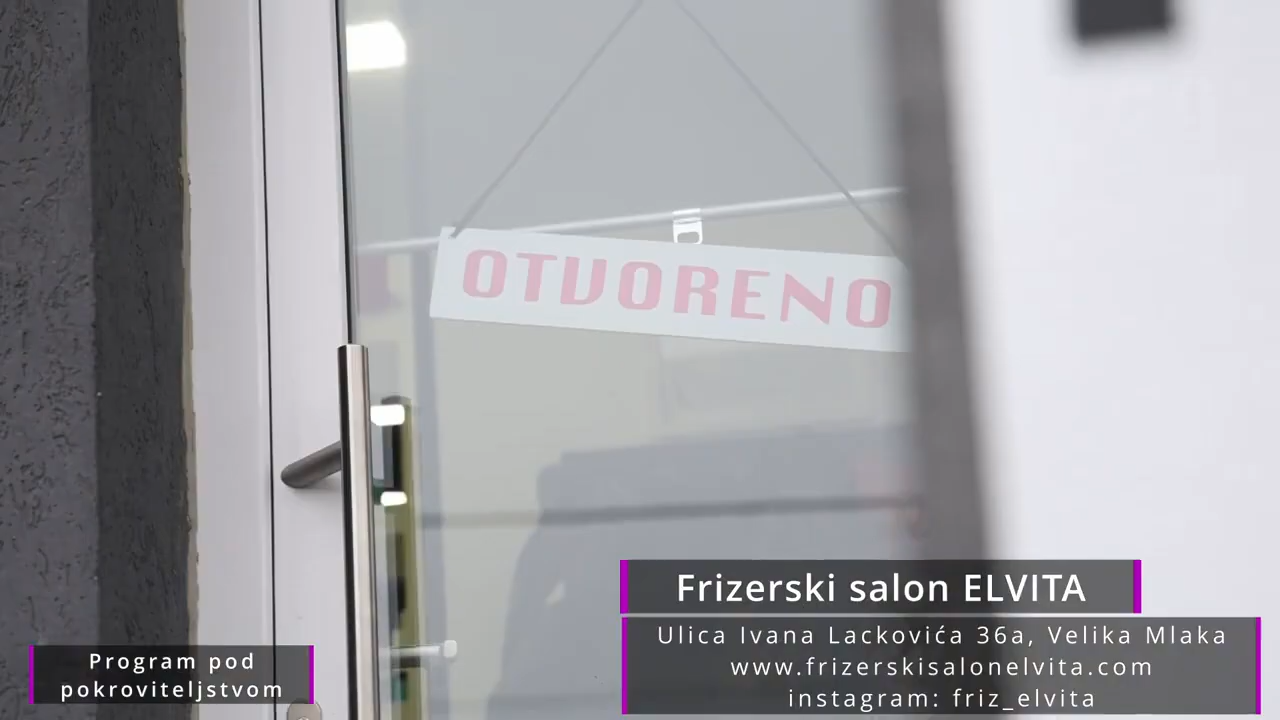 OTVORENO
Frizerski salon ELVITA
Ulica Ivana Lackovića 36a, Velika Mlaka
www.frizerskisalonelvita.com
instagram: friz_elvita
Program pod
pokroviteljstvom